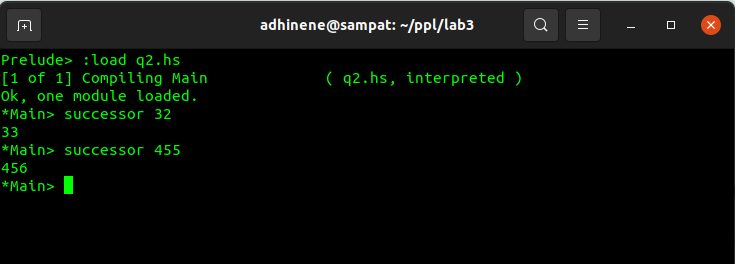 adhinene@sampat: ~/ppl/lab3
Prelude> :load q2.hs
[1 of 1] Compiling Main             ( q2.hs, interpreted )
Ok, one module loaded.
*Main> successor 32
33
*Main> successor 455
456
*Main>